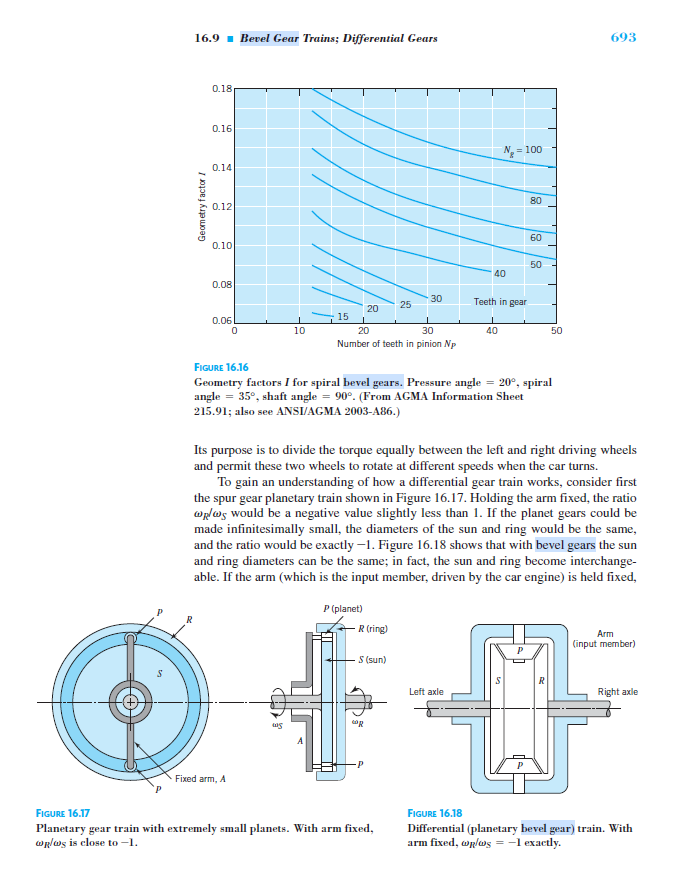 16.9 ■ Bevel Gear Trains; Differential Gears 693
0.18
0.16
0.14
0.12
0.10
0.08
0.06
Geometry factor I
Ng = 100
80
60
50
40
30
25
20
15
Teeth in gear
0 10 20 30 40 50
Number of teeth in pinion NP
FIGURE 16.16
Geometry factors I for spiral bevel gears. Pressure angle = 20°, spiral
angle = 35°, shaft angle = 90°. (From AGMA Information Sheet
215.91; also see ANSI/AGMA 2003-A86.)
Its purpose is to divide the torque equally between the left and right driving wheels
and permit these two wheels to rotate at different speeds when the car turns.
To gain an understanding of how a differential gear train works, consider first
the spur gear planetary train shown in Figure 16.17. Holding the arm fixed, the ratio
ωR/ωS would be a negative value slightly less than 1. If the planet gears could be
made infinitesimally small, the diameters of the sun and ring would be the same,
and the ratio would be exactly −1. Figure 16.18 shows that with bevel gears the sun
and ring diameters can be the same; in fact, the sun and ring become interchange-
able. If the arm (which is the input member, driven by the car engine) is held fixed,
P
R
S
Fixed arm, A
P
P (planet)
R (ring)
S (sun)
ωS
ωR
A
P
Arm
(input member)
P
S
R
Left axle
Right axle
P
FIGURE 16.17
Planetary gear train with extremely small planets. With arm fixed,
ωR/ωS is close to −1.
FIGURE 16.18
Differential (planetary bevel gear) train. With
arm fixed, ωR/ωS = −1 exactly.